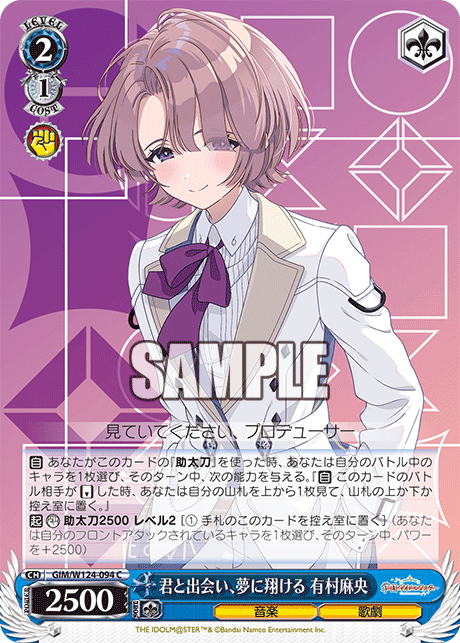 LEVEL
2
1
COST
SAMPLE
見ていてください、プロデューサー
自 あなたがこのカードの『助太刀』を使った時、あなたは自分のバトル中の
キャラを1枚選び、そのターン中、次の能力を与える。『自 このカードのバト
ル相手が した時、あなたは自分の山札を上から1枚見て、山札の上か下か
控え室に置く。』
起 助太刀2500 レベル2 [① 手札のこのカードを控え室に置く] (あなたは
自分のフロントアタックされているキャラを1枚選び、そのターン中、パワー
を+2500)
CH GIM/W124-094 C
POWER
2500
SOUL
君と出会い、夢に翔ける 有村麻央
音楽
歌劇
THE IDOLM@STER™& ©Bandai Namco Entertainment Inc.